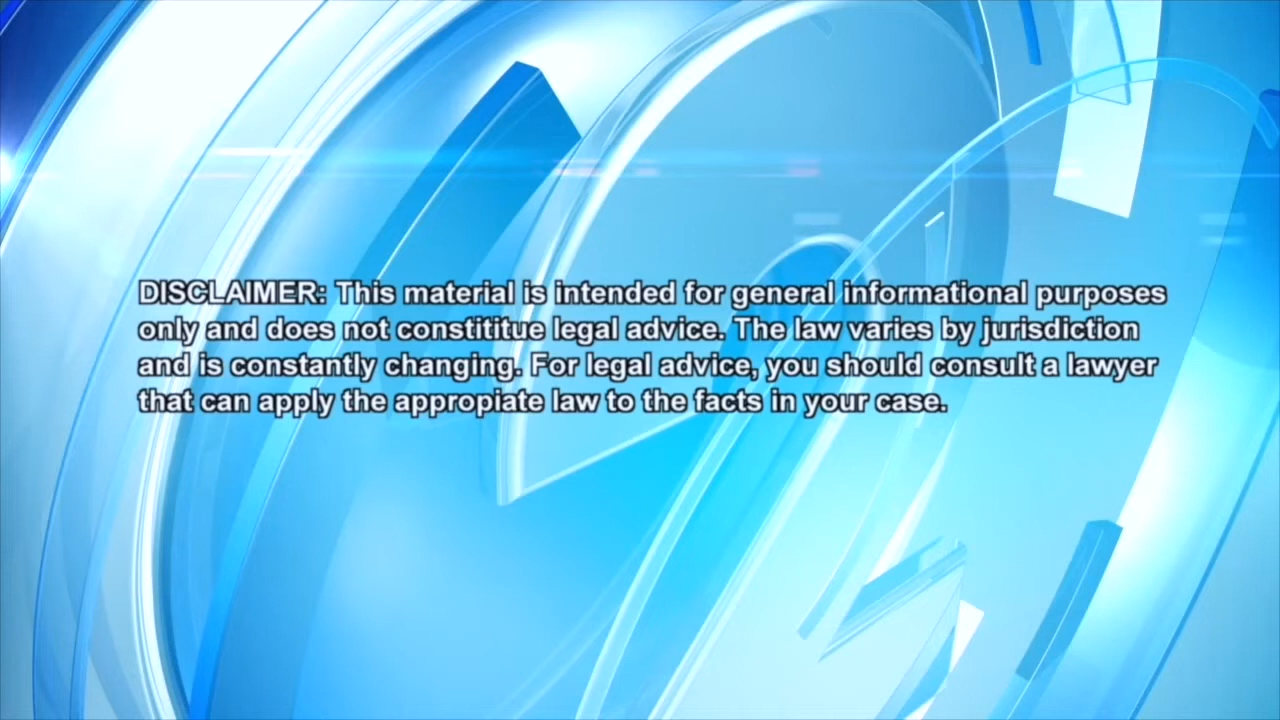 DISCLAIMER: This material is intended for general informational purposes
only and does not constititue legal advice. The law varies by jurisdiction
and is constantly changing. For legal advice, you should consult a lawyer
that can apply the appropiate law to the facts in your case.